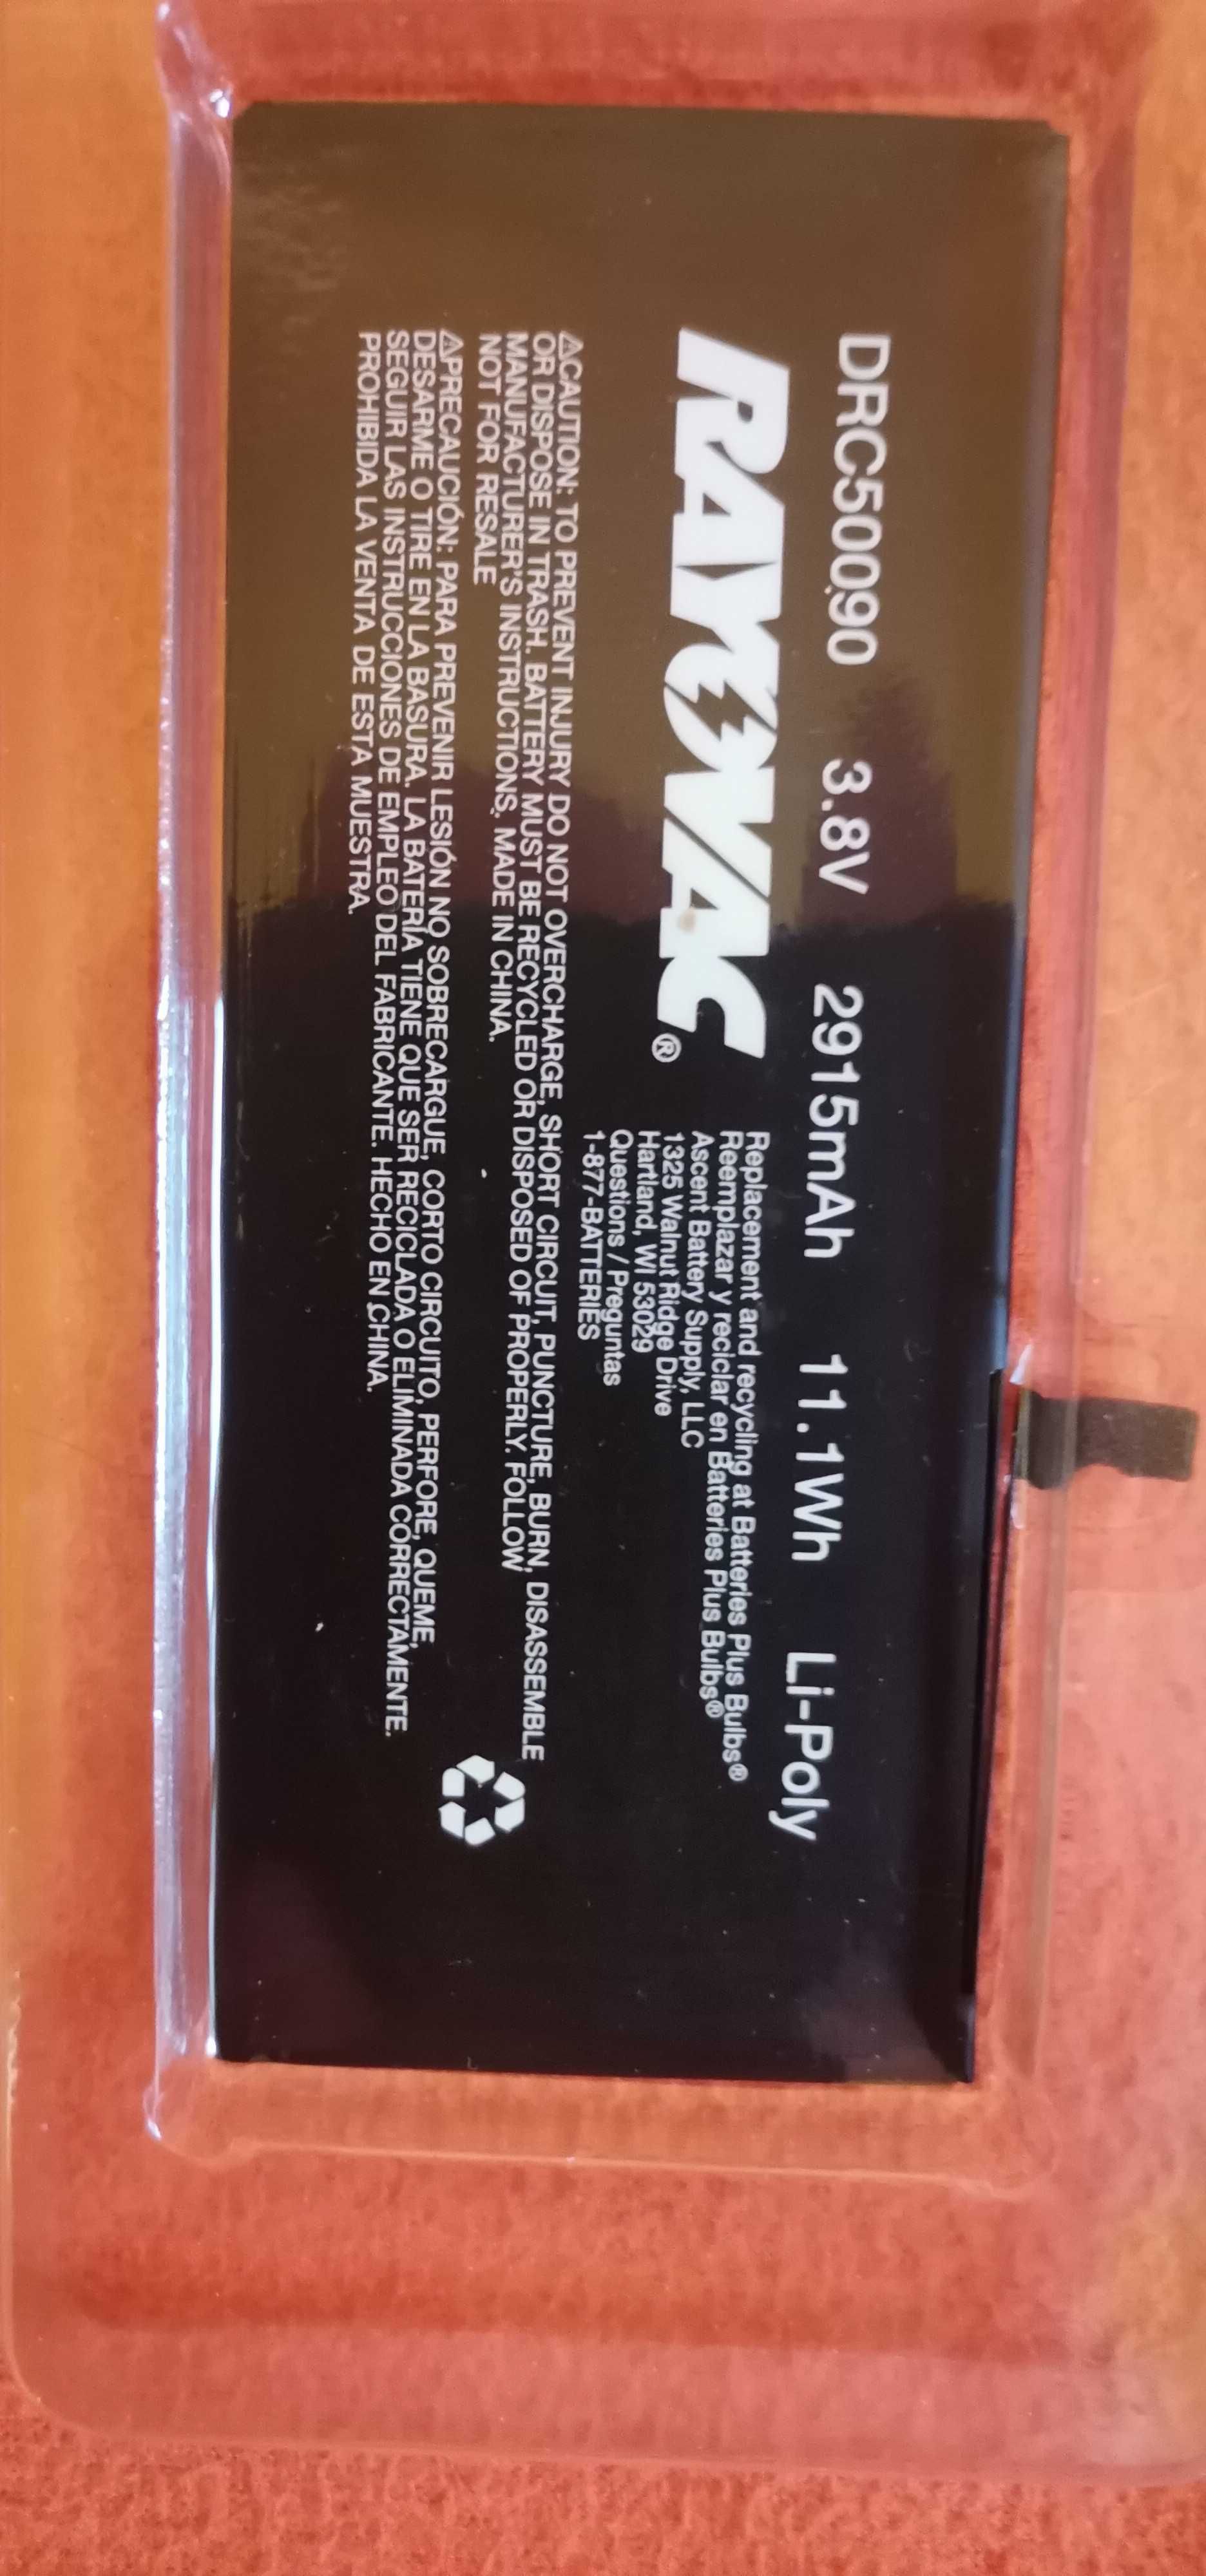 DRC50090 3.8V 2915mAh 11.1Wh Li-Poly
RAYOVAC®
Replacement and recycling at Batteries Plus Bulbs®
Reemplazar y reciclar en Batteries Plus Bulbs®
Ascent Battery Supply, LLC
1325 Walnut Ridge Drive
Hartland, WI 53029
Questions / Preguntas
1-877-BATTERIES
⚠CAUTION: TO PREVENT INJURY DO NOT OVERCHARGE, SHORT CIRCUIT, PUNCTURE, BURN, DISASSEMBLE
OR DISPOSE IN TRASH. BATTERY MUST BE RECYCLED OR DISPOSED OF PROPERLY. FOLLOW
MANUFACTURER'S INSTRUCTIONS. MADE IN CHINA.
NOT FOR RESALE
⚠PRECAUCIÓN: PARA PREVENIR LESIÓN NO SOBRECARGUE, CORTO CIRCUITO, PERFORE, QUEME,
DESARME O TIRE EN LA BASURA. LA BATERÍA TIENE QUE SER RECICLADA O ELIMINADA CORRECTAMENTE.
SEGUIR LAS INSTRUCCIONES DE EMPLEO DEL FABRICANTE. HECHO EN CHINA.
PROHIBIDA LA VENTA DE ESTA MUESTRA.